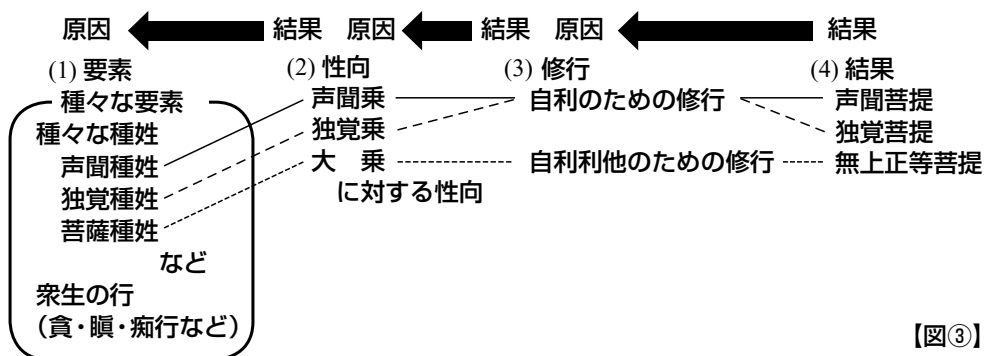 原因 結果 原因 結果 原因 結果
(1) 要素 (2) 性向 (3) 修行 (4) 結果
種々な要素 声聞乗 自利のための修行 声聞菩提
種々な種姓 独覚乗 独覚菩提
声聞種姓 大 乗 自利利他のための修行 無上正等菩提
独覚種姓 に対する性向
菩薩種姓
など
衆生の行
(貪・瞋・痴行など)
【図③】